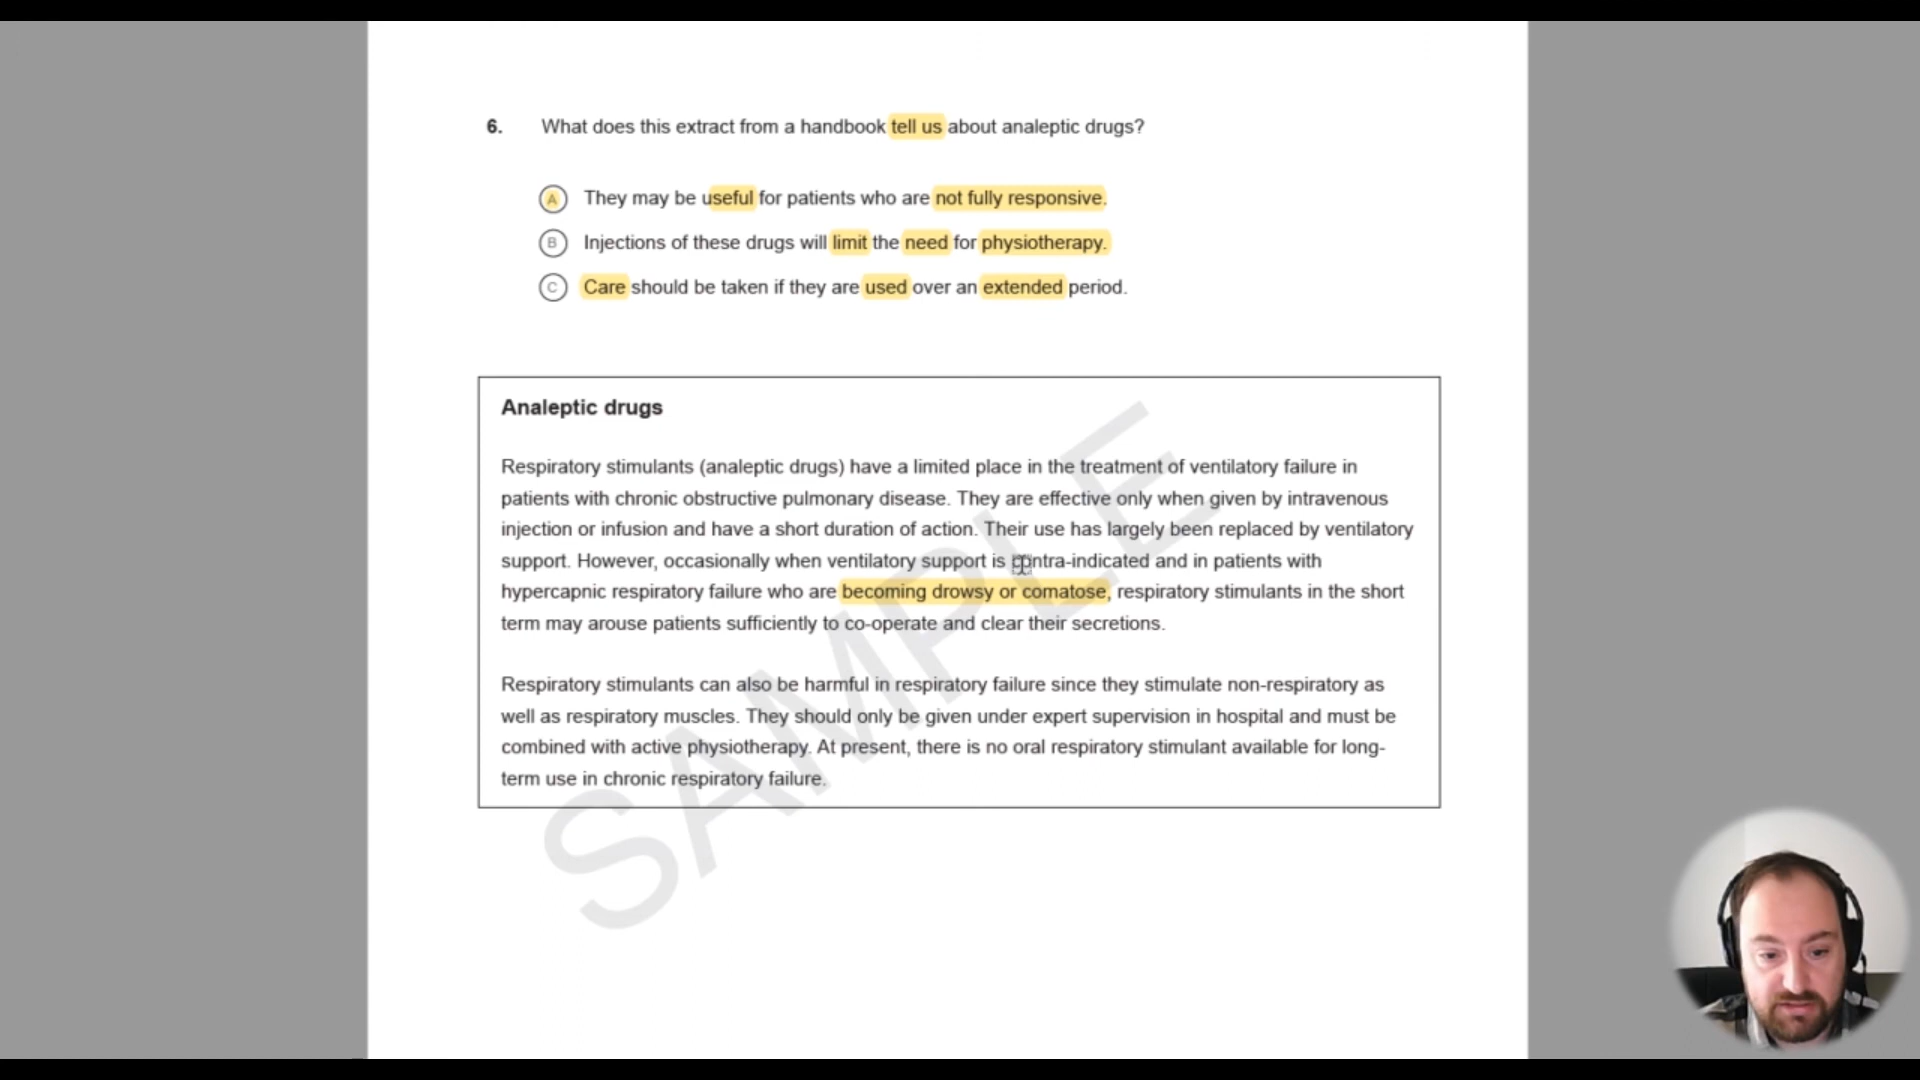 6. What does this extract from a handbook tell us about analeptic drugs?
A They may be useful for patients who are not fully responsive.
B Injections of these drugs will limit the need for physiotherapy.
C Care should be taken if they are used over an extended period.
Analeptic drugs
Respiratory stimulants (analeptic drugs) have a limited place in the treatment of ventilatory failure in
patients with chronic obstructive pulmonary disease. They are effective only when given by intravenous
injection or infusion and have a short duration of action. Their use has largely been replaced by ventilatory
support. However, occasionally when ventilatory support is contra-indicated and in patients with
hypercapnic respiratory failure who are becoming drowsy or comatose, respiratory stimulants in the short
term may arouse patients sufficiently to co-operate and clear their secretions.
Respiratory stimulants can also be harmful in respiratory failure since they stimulate non-respiratory as
well as respiratory muscles. They should only be given under expert supervision in hospital and must be
combined with active physiotherapy. At present, there is no oral respiratory stimulant available for long-
term use in chronic respiratory failure.
SAMPLE